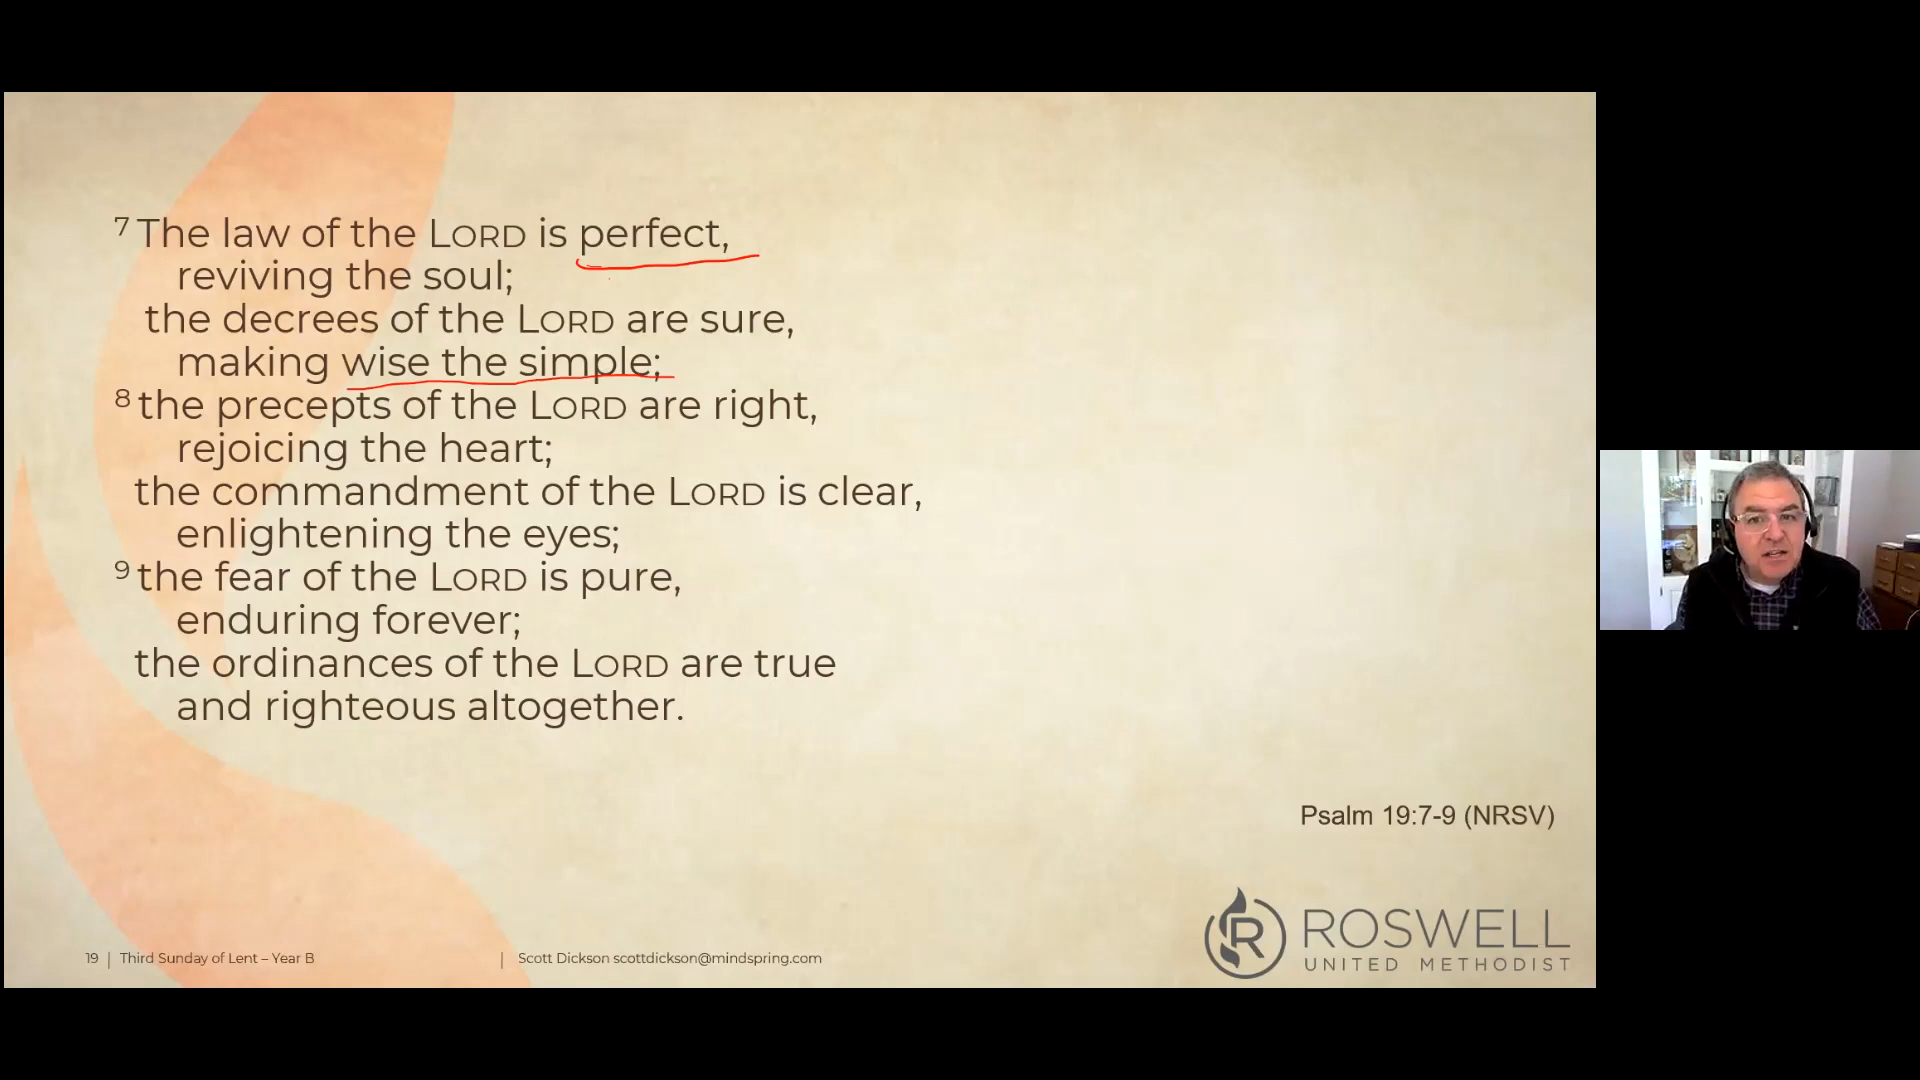 7 The law of the LORD is perfect,
reviving the soul;
the decrees of the LORD are sure,
making wise the simple;
8 the precepts of the LORD are right,
rejoicing the heart;
the commandment of the LORD is clear,
enlightening the eyes;
9 the fear of the LORD is pure,
enduring forever;
the ordinances of the LORD are true
and righteous altogether.
Psalm 19:7-9 (NRSV)
R ROSWELL
UNITED METHODIST
19 | Third Sunday of Lent – Year B | Scott Dickson scottdickson@mindspring.com